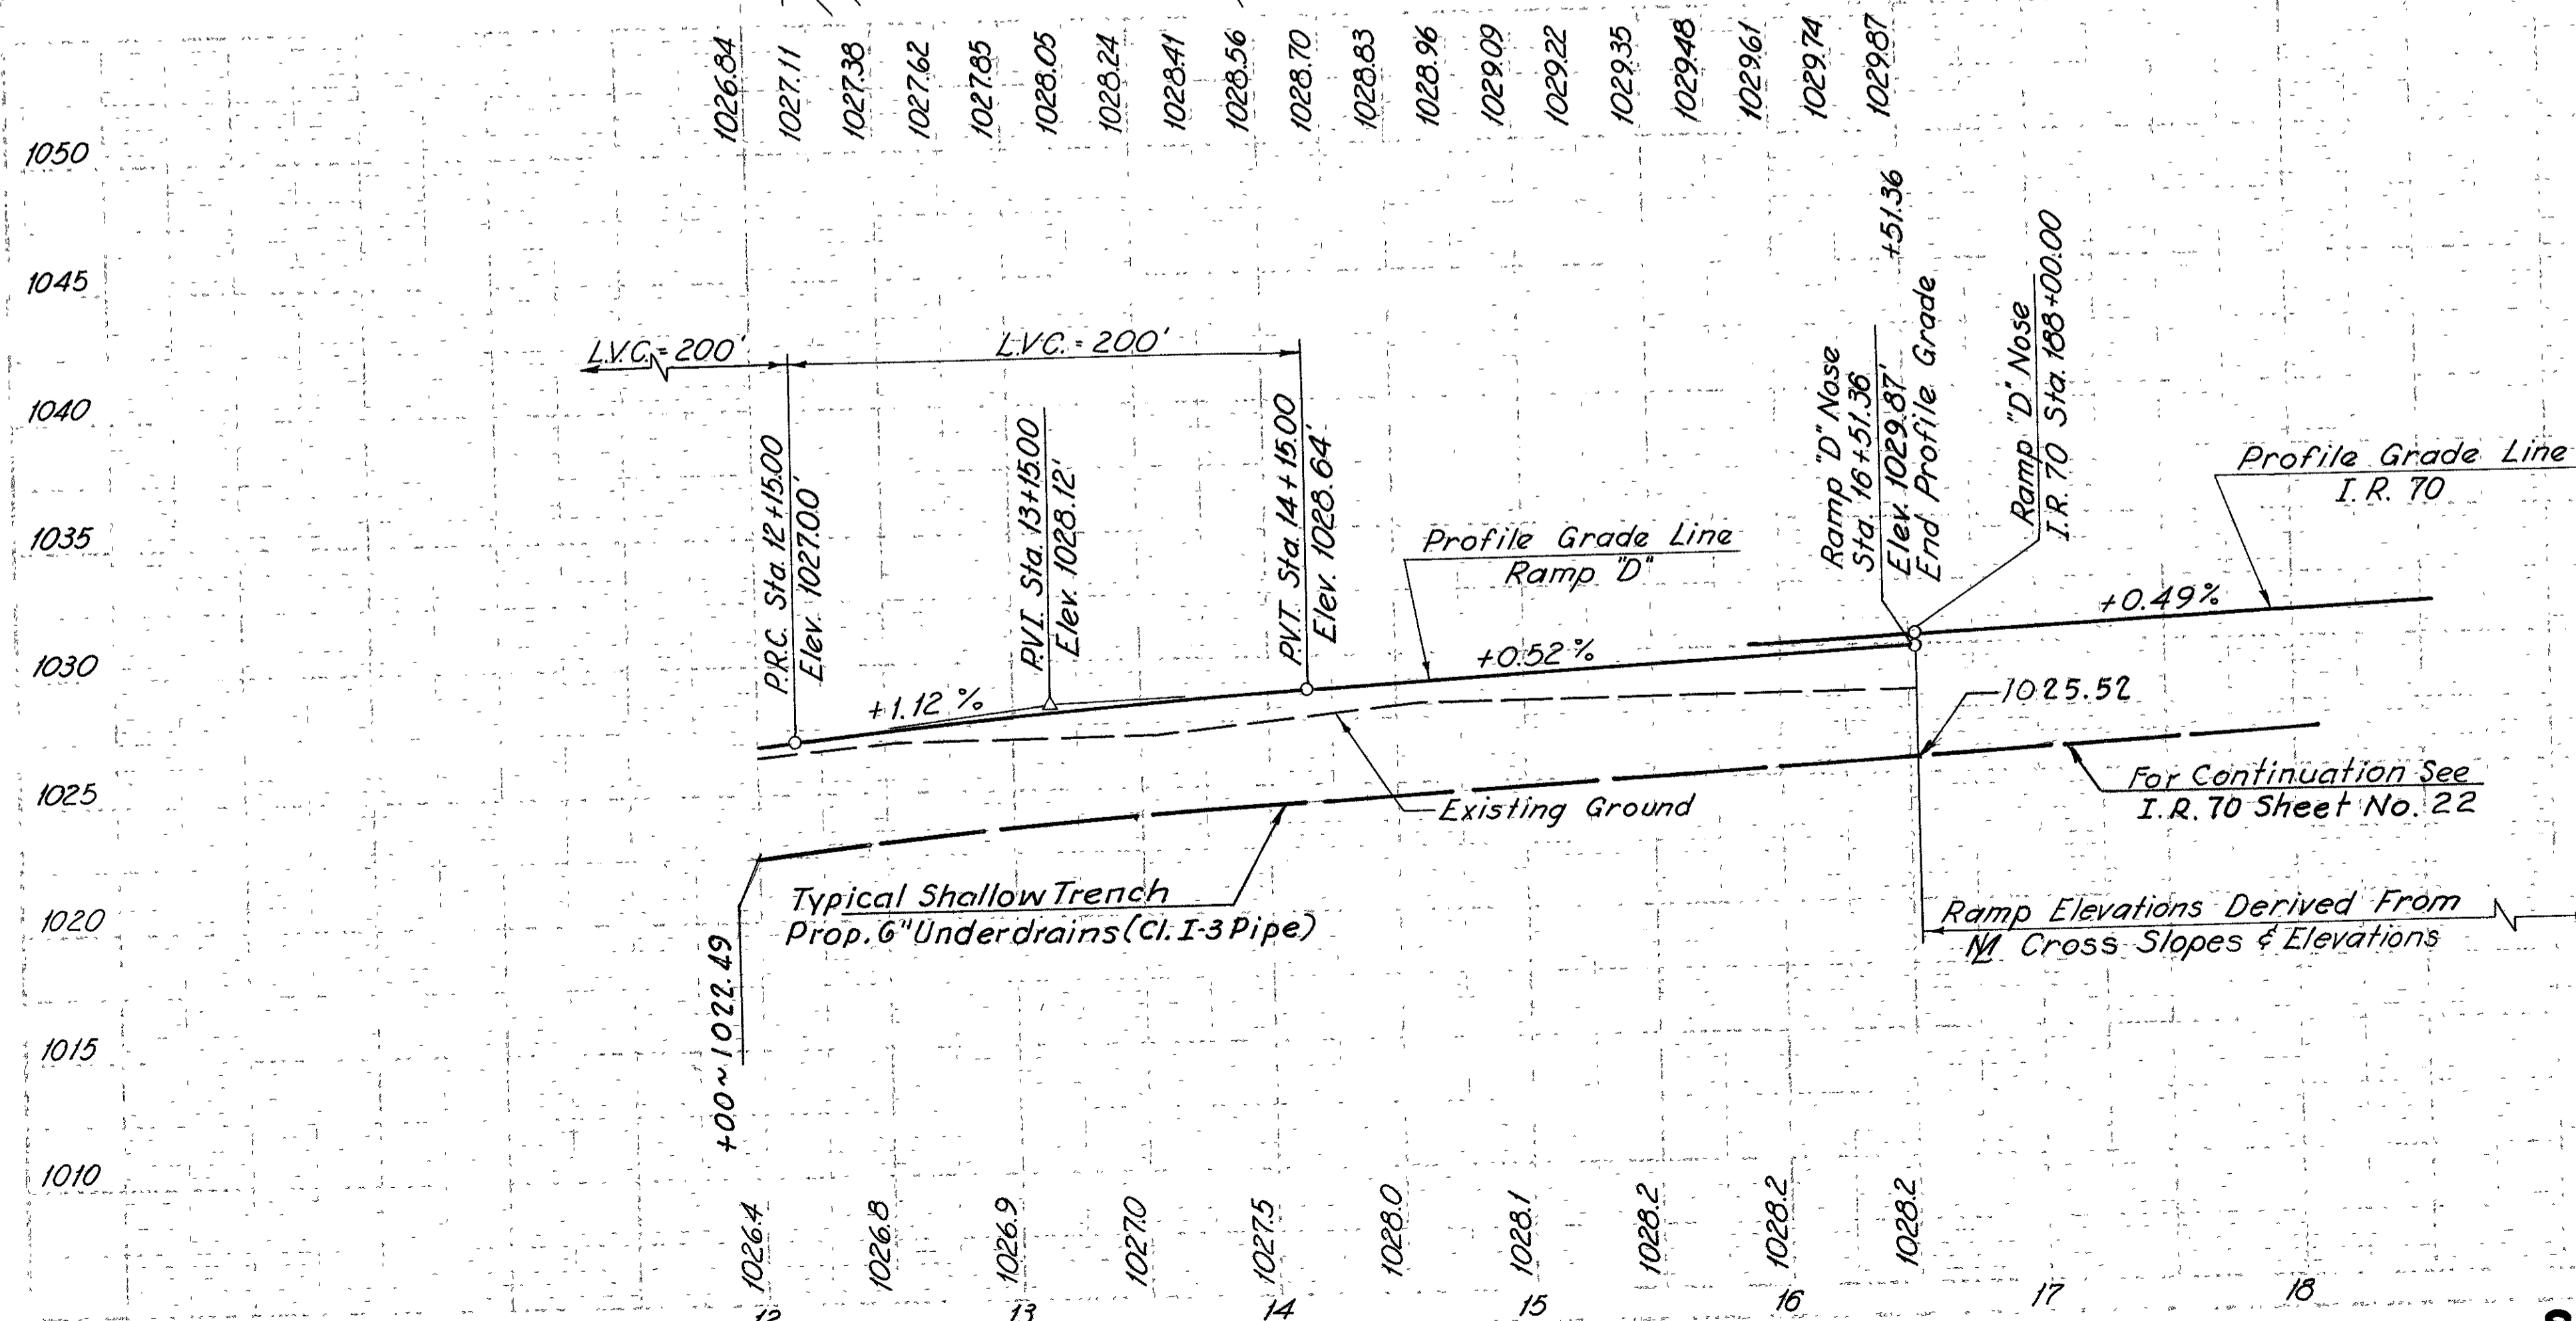 1026.84
1027.11
1027.38
1027.62
1027.85
1028.05
1028.24
1028.41
1028.56
1028.70
1028.83
1028.96
1029.09
1029.22
1029.35
1029.48
1029.61
1029.74
1029.87
1050
1045
1040
1035
1030
1025
1020
1015
1010
L.V.C. = 200'
L.V.C. = 200'
P.R.C. Sta. 12+15.00
Elev. 1027.00'
P.V.I. Sta. 13+15.00
Elev. 1028.12'
P.V.T. Sta. 14+15.00
Elev. 1028.64'
+51.36
Ramp "D" Nose
Sta. 16+51.36
Elev. 1029.87'
End Profile Grade
Ramp "D" Nose
I.R. 70 Sta. 188+00.00
Profile Grade Line
I.R. 70
Profile Grade Line
Ramp "D"
+1.12 %
+0.52 %
+0.49 %
1025.52
Existing Ground
For Continuation See
I.R. 70 Sheet No. 22
Typical Shallow Trench
Prop. 6" Underdrains (Cl. I-3 Pipe)
+00 ~ 1022.49
Ramp Elevations Derived From
Cross Slopes & Elevations
1026.4
1026.8
1026.9
1027.0
1027.5
1028.0
1028.1
1028.2
1028.2
1028.2
12
13
14
15
16
17
18